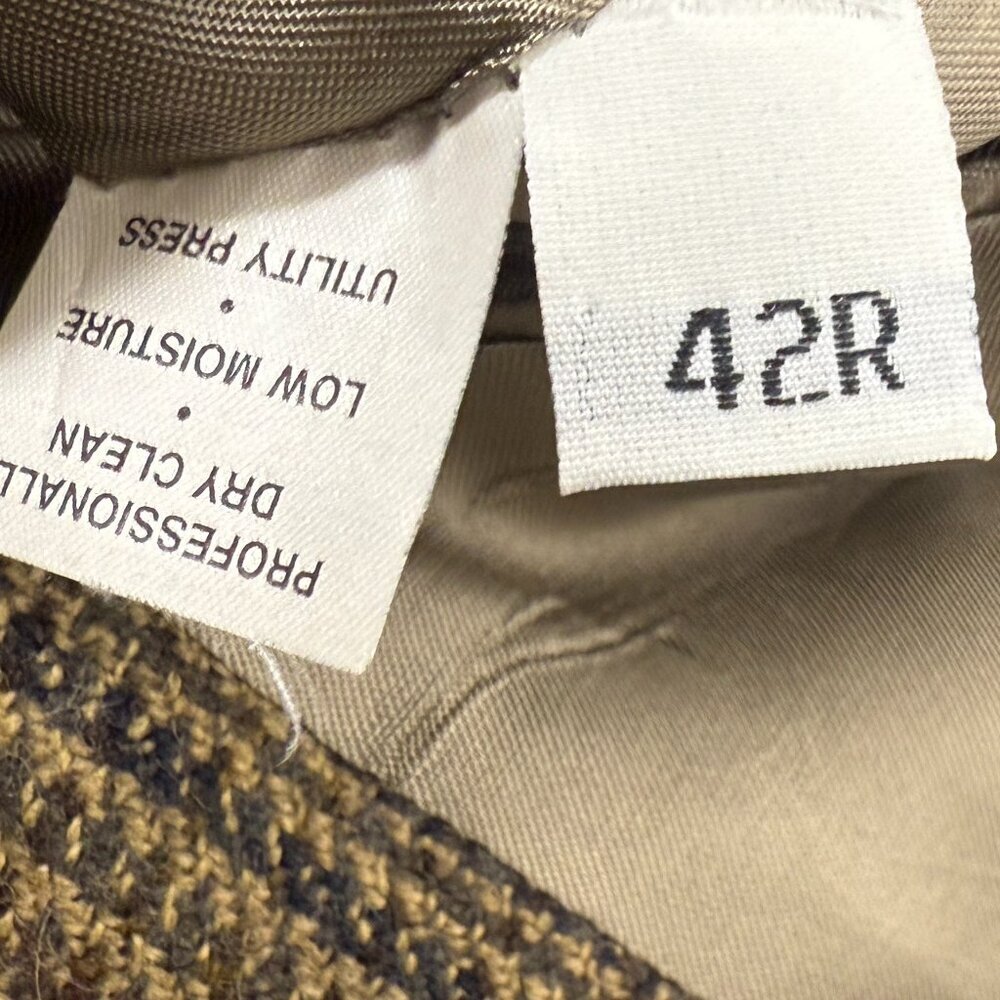 PROFESSIONALL
DRY CLEAN
•
LOW MOISTURE
•
UTILITY PRESS
42R